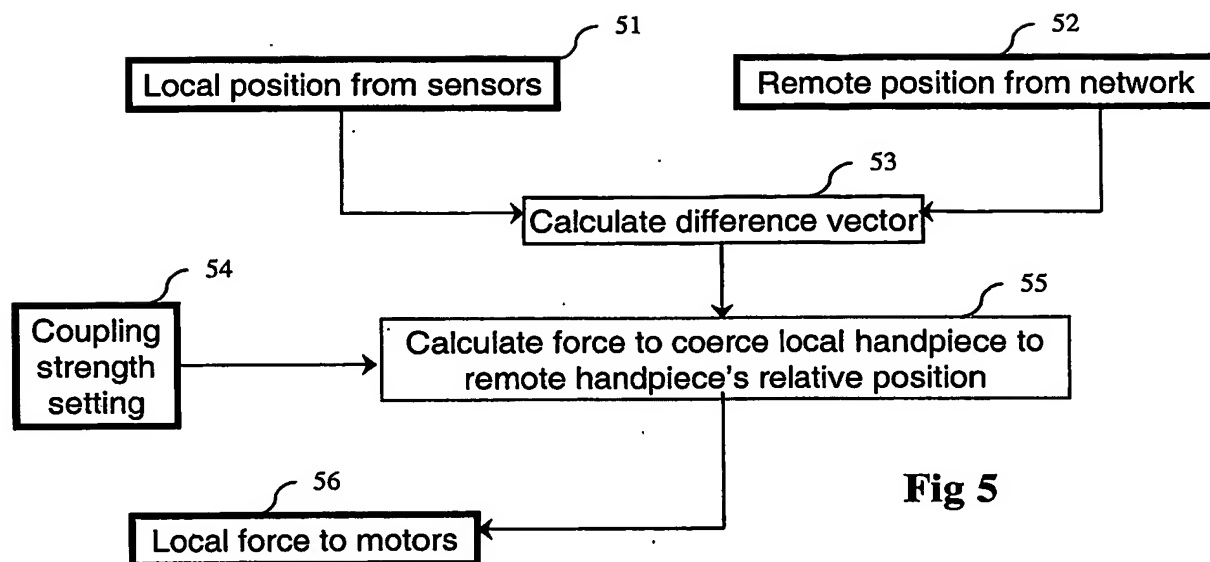 51
52
Local position from sensors
Remote position from network
53
Calculate difference vector
54
55
Coupling
strength
setting
Calculate force to coerce local handpiece to
remote handpiece's relative position
56
Fig 5
Local force to motors